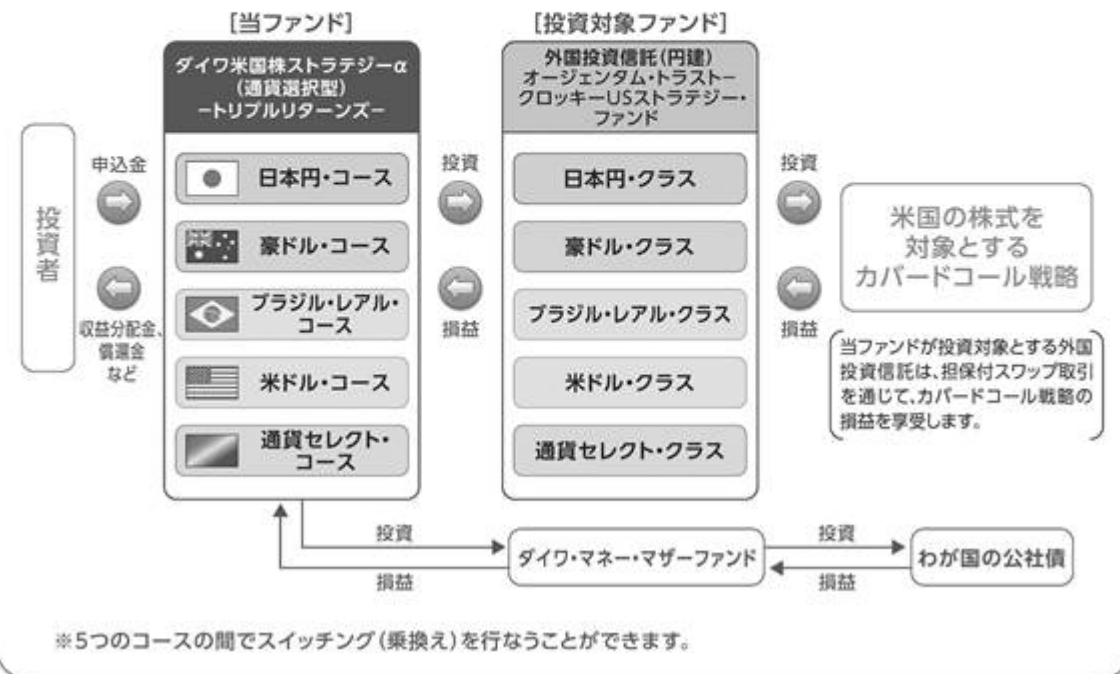 [当ファンド]
[投資対象ファンド]
ダイワ米国株ストラテジーα
(通貨選択型)
ートリプルリターンズー
外国投資信託(円建)
オージェンタム・トラストー
クロッキーUSストラテジー・
ファンド
投資者
申込金
収益分配金、
償還金
など
日本円・コース
豪ドル・コース
ブラジル・レアル・
コース
米ドル・コース
通貨セレクト・
コース
投資
損益
日本円・クラス
豪ドル・クラス
ブラジル・レアル・クラス
米ドル・クラス
通貨セレクト・クラス
投資
損益
米国の株式を
対象とする
カバードコール戦略
当ファンドが投資対象とする外国
投資信託は、担保付スワップ取引
を通じて、カバードコール戦略の
損益を享受します。
投資
損益
ダイワ・マネー・マザーファンド
投資
損益
わが国の公社債
※5つのコースの間でスイッチング(乗換え)を行なうことができます。